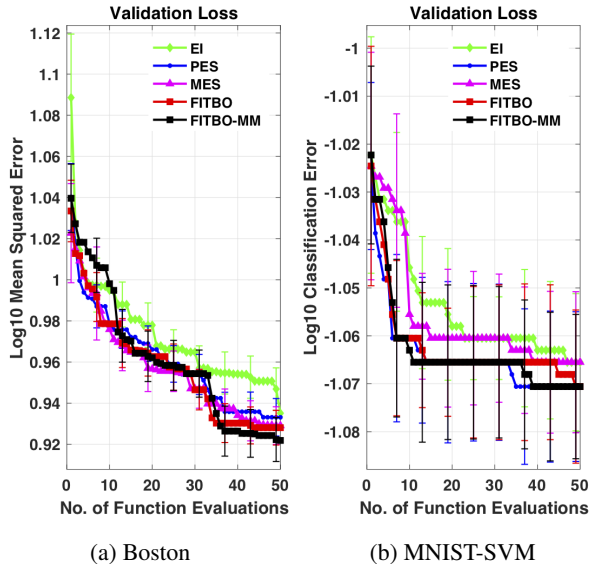 Validation Loss
1.12
1.1
1.08
1.06
1.04
1.02
1
0.98
0.96
0.94
0.92
Log10 Mean Squared Error
EI
PES
MES
FITBO
FITBO-MM
0 10 20 30 40 50
No. of Function Evaluations
(a) Boston
Validation Loss
-1
-1.01
-1.02
-1.03
-1.04
-1.05
-1.06
-1.07
-1.08
Log10 Classification Error
EI
PES
MES
FITBO
FITBO-MM
0 10 20 30 40 50
No. of Function Evaluations
(b) MNIST-SVM